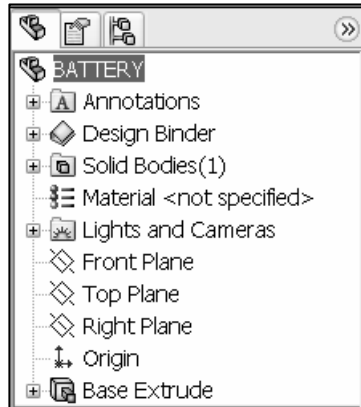 BATTERY
A Annotations
Design Binder
Solid Bodies(1)
Material <not specified>
Lights and Cameras
Front Plane
Top Plane
Right Plane
Origin
Base Extrude